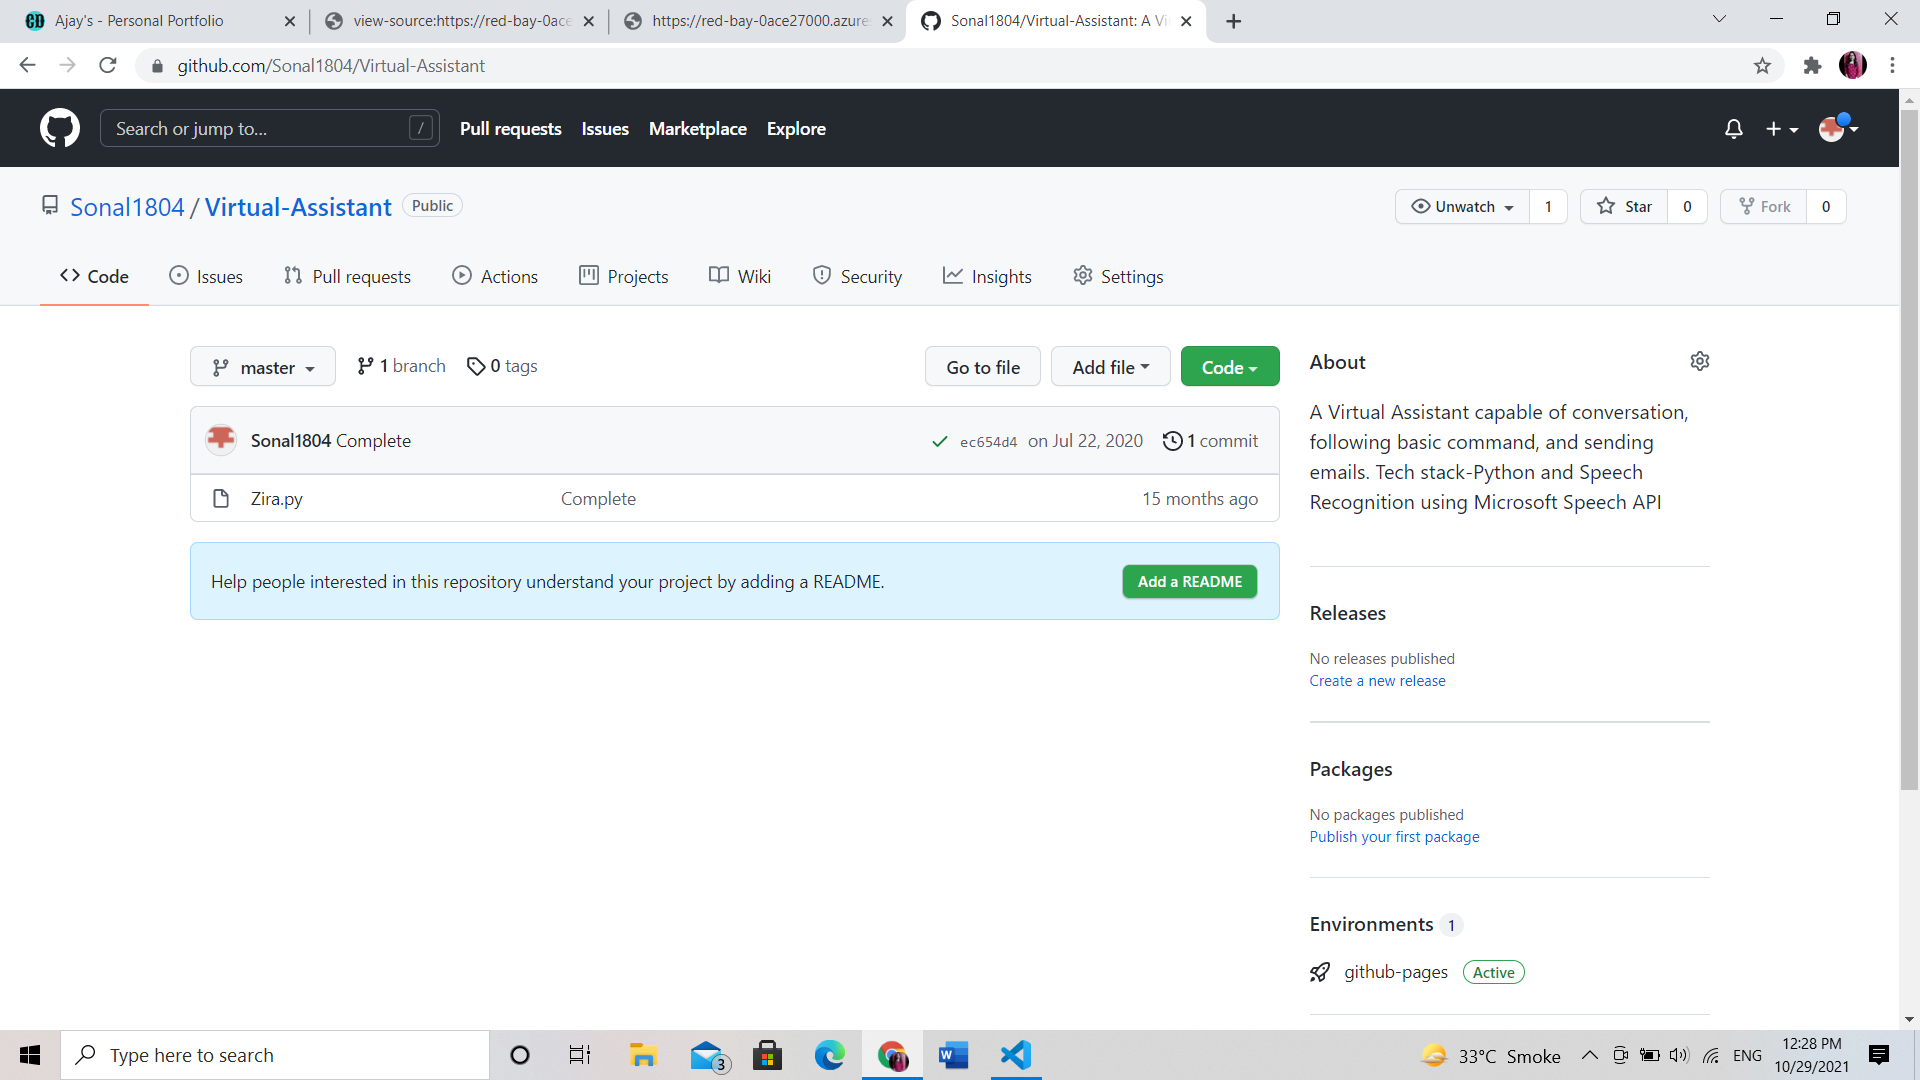 Ajay's - Personal Portfolio
view-source:https://red-bay-0ace
https://red-bay-0ace27000.azure
Sonal1804/Virtual-Assistant: A Vi
github.com/Sonal1804/Virtual-Assistant
Search or jump to... /
Pull requests Issues Marketplace Explore
Sonal1804 / Virtual-Assistant Public
Unwatch 1 Star 0 Fork 0
Code Issues Pull requests Actions Projects Wiki Security Insights Settings
master 1 branch 0 tags Go to file Add file Code
Sonal1804 Complete ec654d4 on Jul 22, 2020 1 commit
Zira.py Complete 15 months ago
Help people interested in this repository understand your project by adding a README. Add a README
About
A Virtual Assistant capable of conversation,
following basic command, and sending
emails. Tech stack-Python and Speech
Recognition using Microsoft Speech API
Releases
No releases published
Create a new release
Packages
No packages published
Publish your first package
Environments 1
github-pages Active
Type here to search
3
33°C Smoke
ENG
12:28 PM
10/29/2021